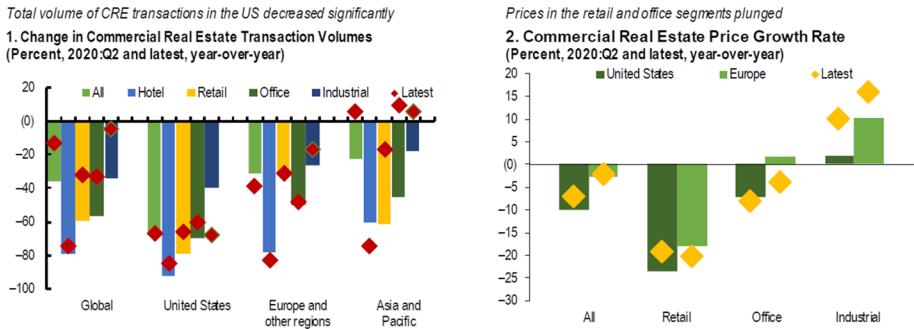 Total volume of CRE transactions in the US decreased significantly
1. Change in Commercial Real Estate Transaction Volumes
(Percent, 2020:Q2 and latest, year-over-year)
All Hotel Retail Office Industrial Latest
20
(0)
−20
−40
−60
−80
−100
Global
United States
Europe and
other regions
Asia and
Pacific
Prices in the retail and office segments plunged
2. Commercial Real Estate Price Growth Rate
(Percent, 2020:Q2 and latest, year-over-year)
United States Europe Latest
20
15
10
5
(0)
−5
−10
−15
−20
−25
−30
All
Retail
Office
Industrial